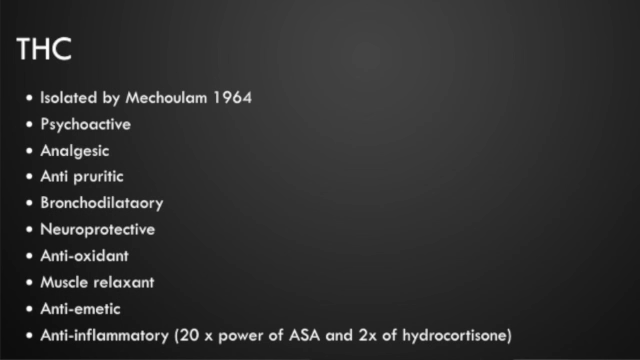 THC
• Isolated by Mechoulam 1964
• Psychoactive
• Analgesic
• Anti pruritic
• Bronchodilataory
• Neuroprotective
• Anti-oxidant
• Muscle relaxant
• Anti-emetic
• Anti-inflammatory (20 x power of ASA and 2x of hydrocortisone)